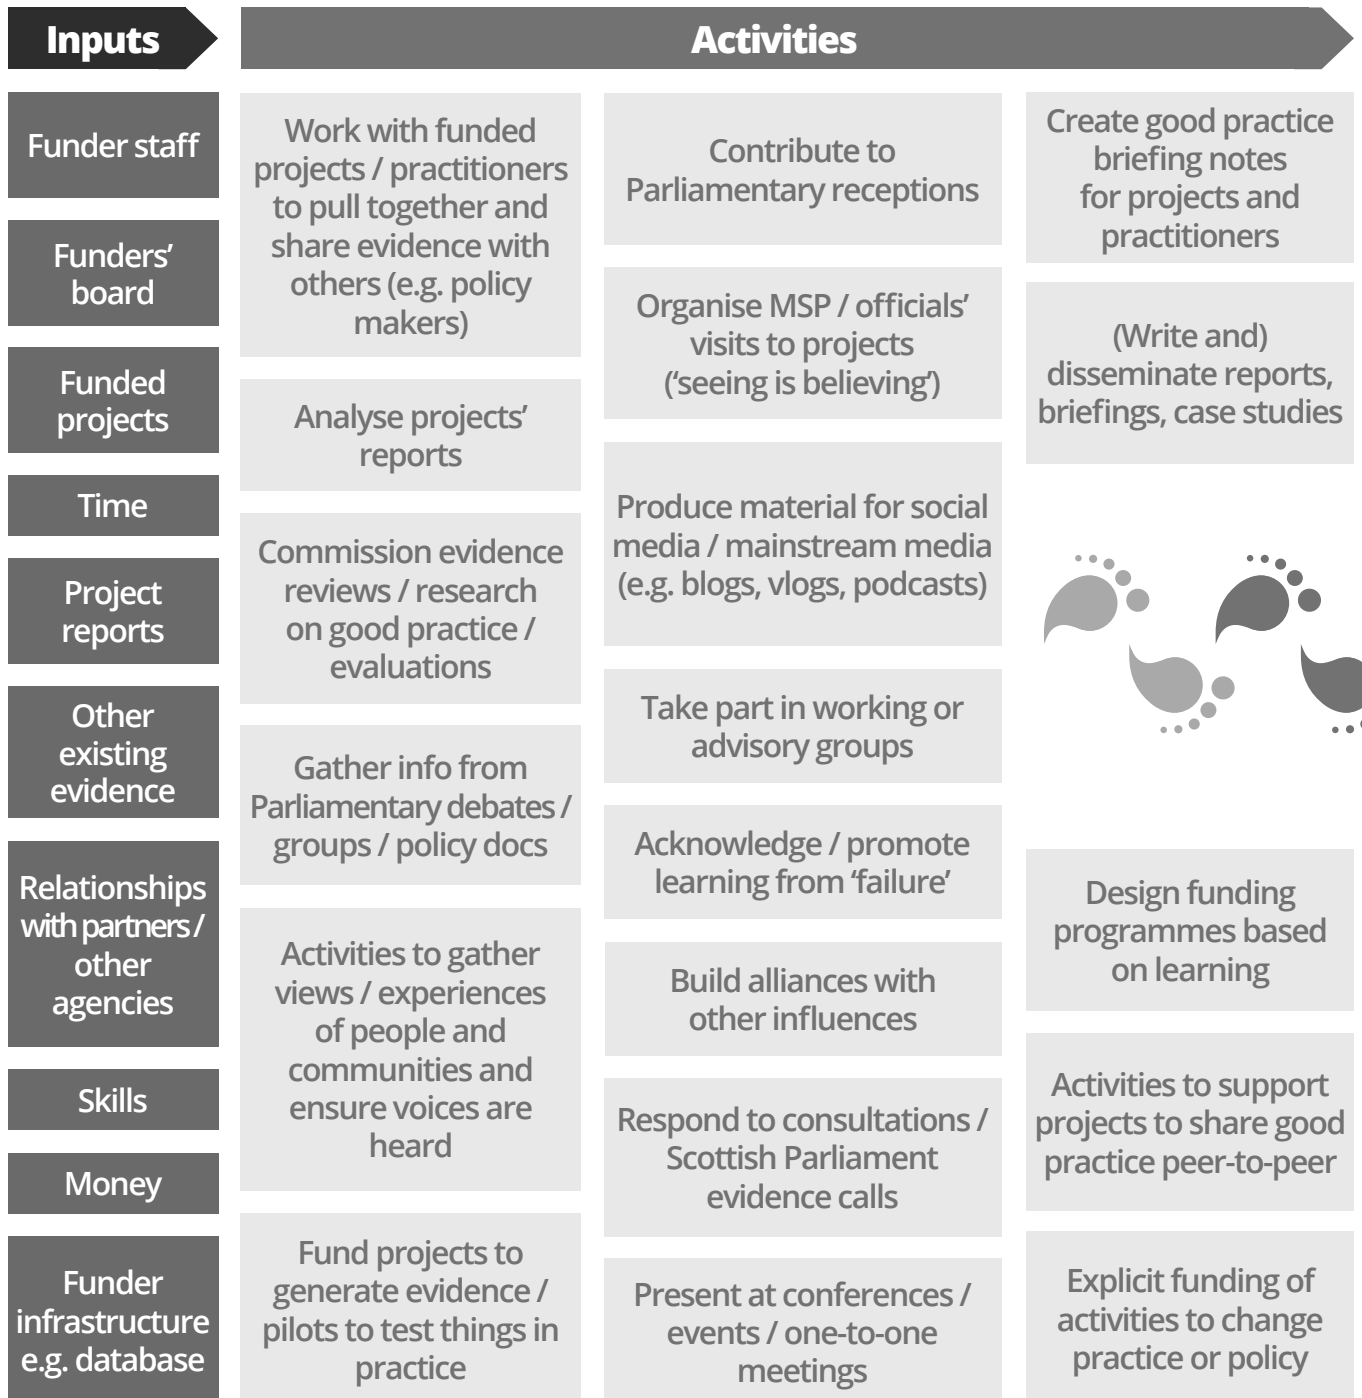 Inputs
Activities
Funder staff
Funders’
board
Funded
projects
Time
Project
reports
Other
existing
evidence
Relationships
with partners /
other
agencies
Skills
Money
Funder
infrastructure
e.g. database
Work with funded
projects / practitioners
to pull together and
share evidence with
others (e.g. policy
makers)
Analyse projects’
reports
Commission evidence
reviews / research
on good practice /
evaluations
Gather info from
Parliamentary debates /
groups / policy docs
Activities to gather
views / experiences
of people and
communities and
ensure voices are
heard
Fund projects to
generate evidence /
pilots to test things in
practice
Contribute to
Parliamentary receptions
Organise MSP / officials’
visits to projects
(‘seeing is believing’)
Produce material for social
media / mainstream media
(e.g. blogs, vlogs, podcasts)
Take part in working or
advisory groups
Acknowledge / promote
learning from ‘failure’
Build alliances with
other influences
Respond to consultations /
Scottish Parliament
evidence calls
Present at conferences /
events / one-to-one
meetings
Create good practice
briefing notes
for projects and
practitioners
(Write and)
disseminate reports,
briefings, case studies
Design funding
programmes based
on learning
Activities to support
projects to share good
practice peer-to-peer
Explicit funding of
activities to change
practice or policy